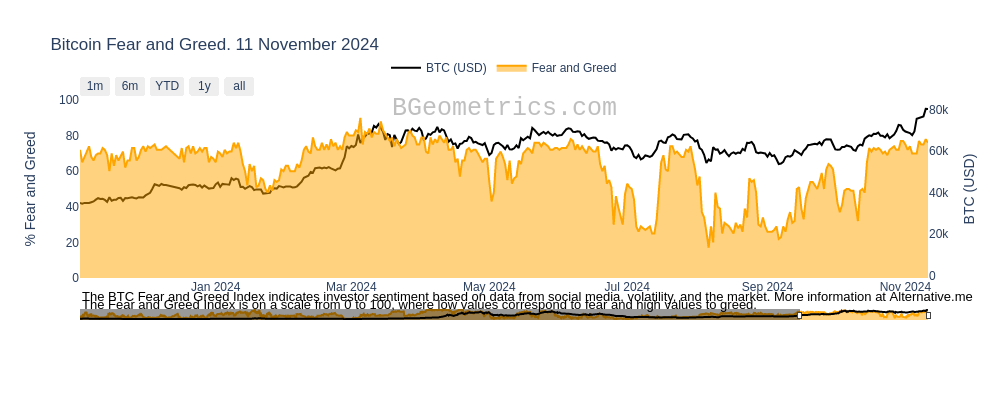 Bitcoin Fear and Greed. 11 November 2024
BTC (USD) Fear and Greed
1m 6m YTD 1y all
BGeometrics.com
% Fear and Greed
100
80
60
40
20
0
80k
60k
40k
20k
0
BTC (USD)
Jan 2024 Mar 2024 May 2024 Jul 2024 Sep 2024 Nov 2024
The BTC Fear and Greed Index indicates investor sentiment based on data from social media, volatility, and the market. More information at Alternative.me
The Fear and Greed Index is on a scale from 0 to 100, where low values correspond to fear and high values to greed.